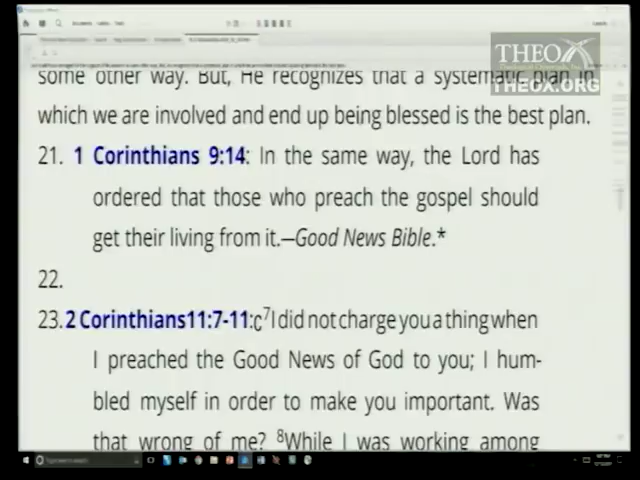 THEOX
THEOX.ORG
some other way. But, He recognizes that a systematic plan in
which we are involved and end up being blessed is the best plan.
21. 1 Corinthians 9:14: In the same way, the Lord has
ordered that those who preach the gospel should
get their living from it.—Good News Bible.*
22.
23. 2 Corinthians11:7-11:c⁷I did not charge you a thing when
I preached the Good News of God to you; I hum-
bled myself in order to make you important. Was
that wrong of me? ⁸While I was working among